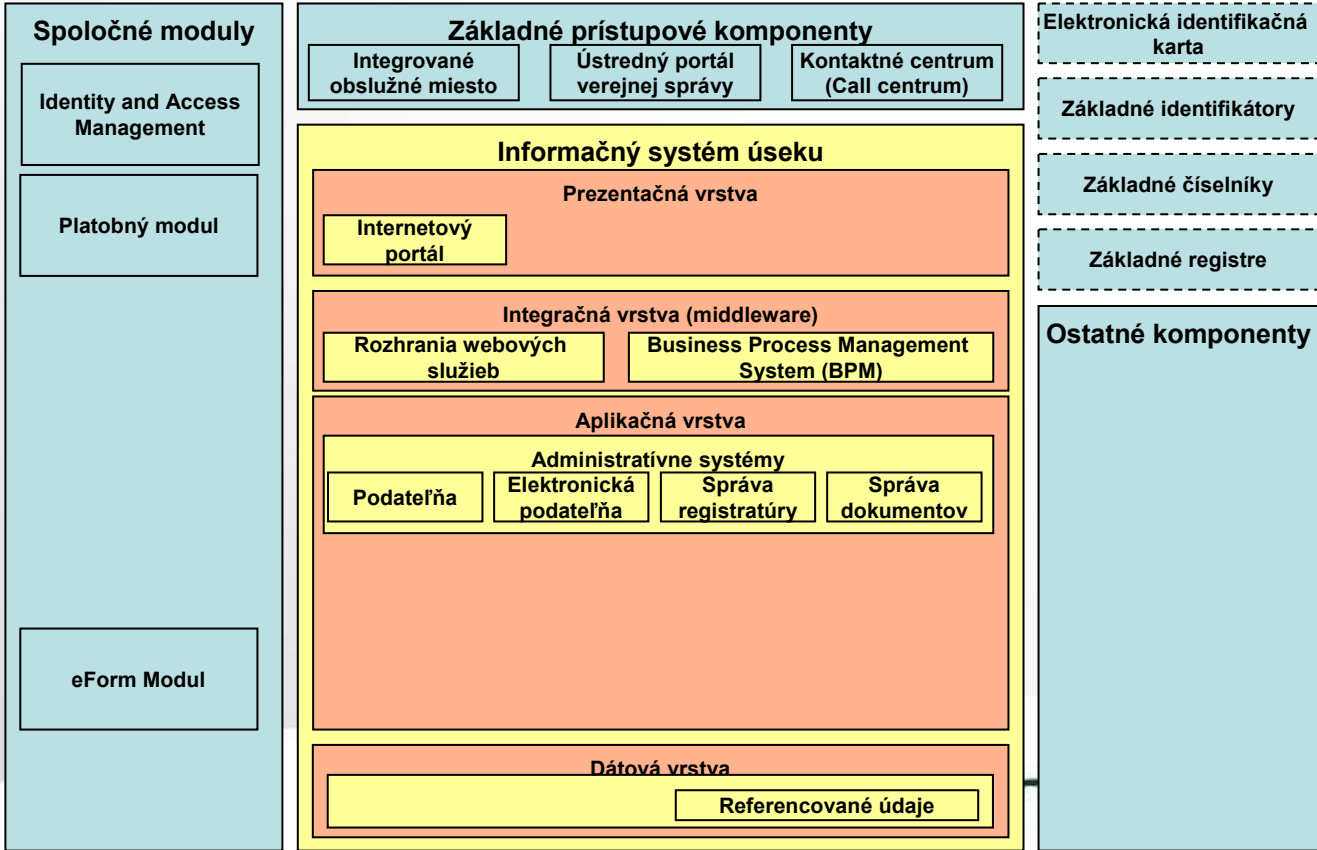 Spoločné moduly
Identity and Access
Management
Platobný modul
eForm Modul
Základné prístupové komponenty
Integrované
obslužné miesto
Ústredný portál
verejnej správy
Kontaktné centrum
(Call centrum)
Informačný systém úseku
Prezentačná vrstva
Internetový
portál
Integračná vrstva (middleware)
Rozhrania webových
služieb
Business Process Management
System (BPM)
Aplikačná vrstva
Administratívne systémy
Podateľňa
Elektronická
podateľňa
Správa
registratúry
Správa
dokumentov
Dátová vrstva
Referencované údaje
Elektronická identifikačná
karta
Základné identifikátory
Základné číselníky
Základné registre
Ostatné komponenty